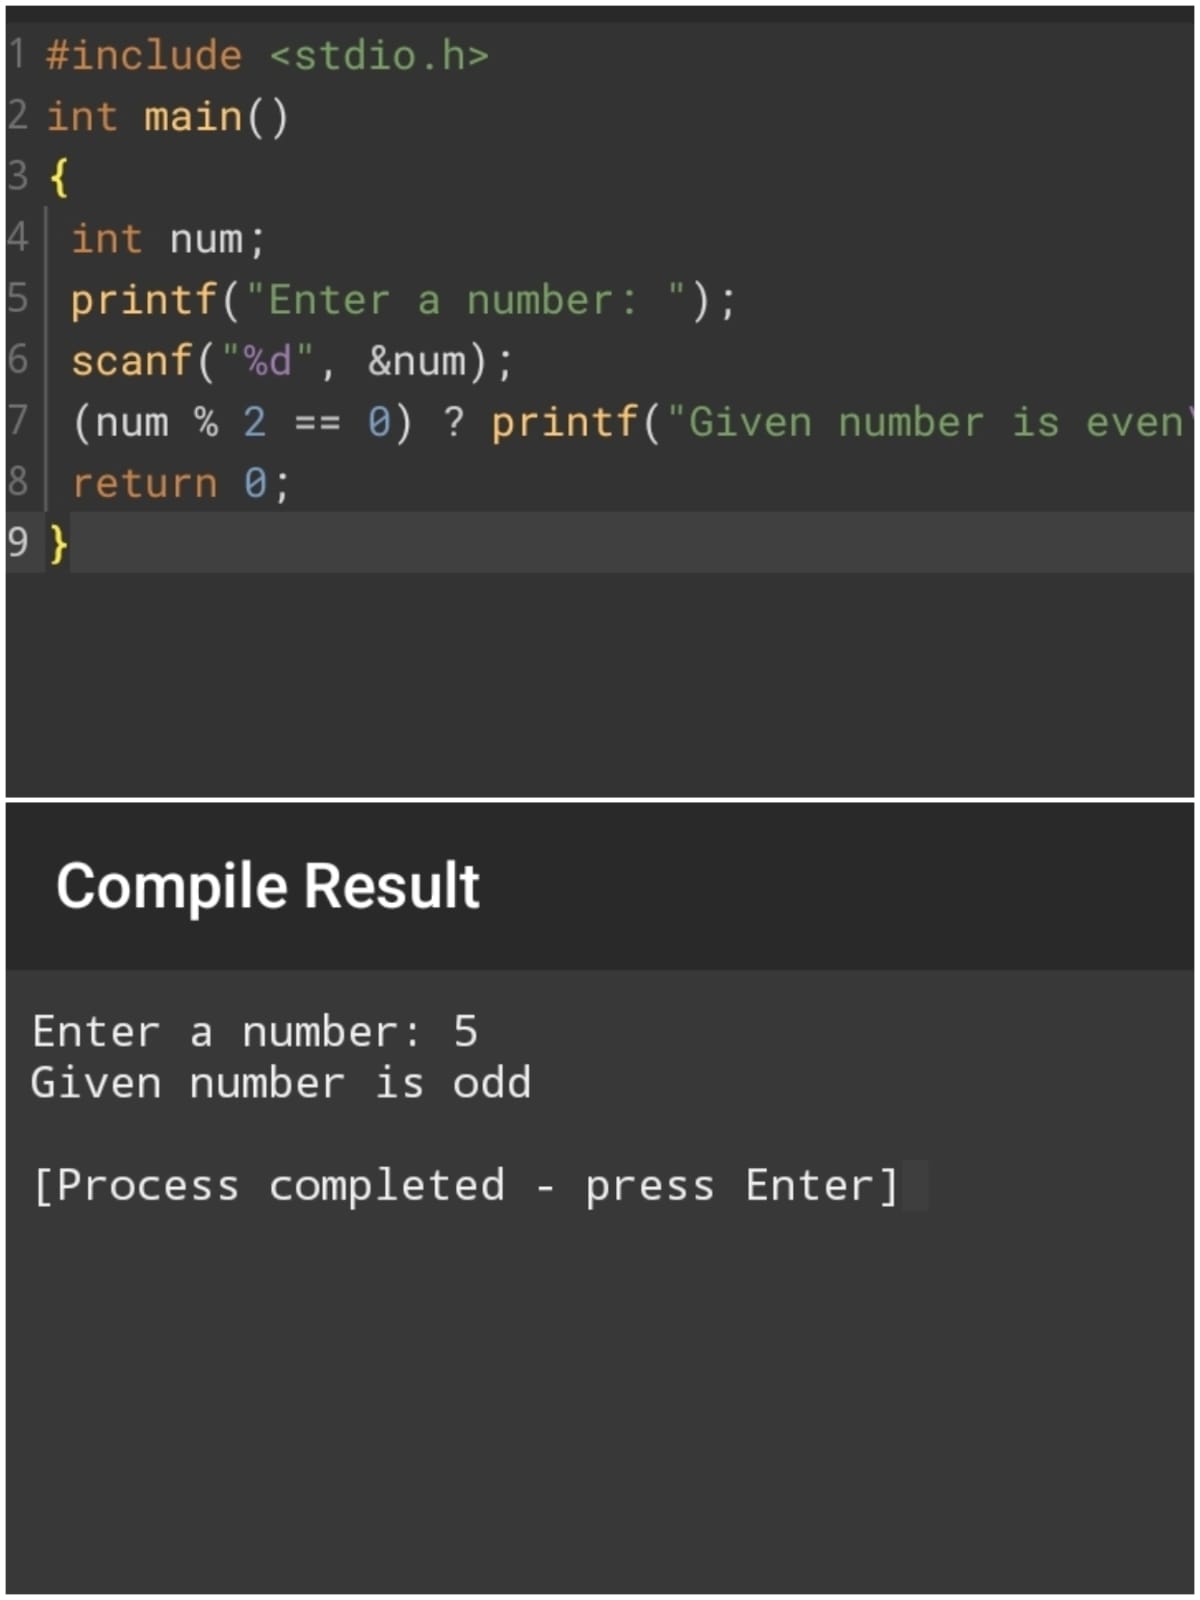 1 #include <stdio.h>
2 int main()
3 {
4 int num;
5 printf("Enter a number: ");
6 scanf("%d", &num);
7 (num % 2 == 0) ? printf("Given number is even\
8 return 0;
9 }
Compile Result
Enter a number: 5
Given number is odd
[Process completed - press Enter]